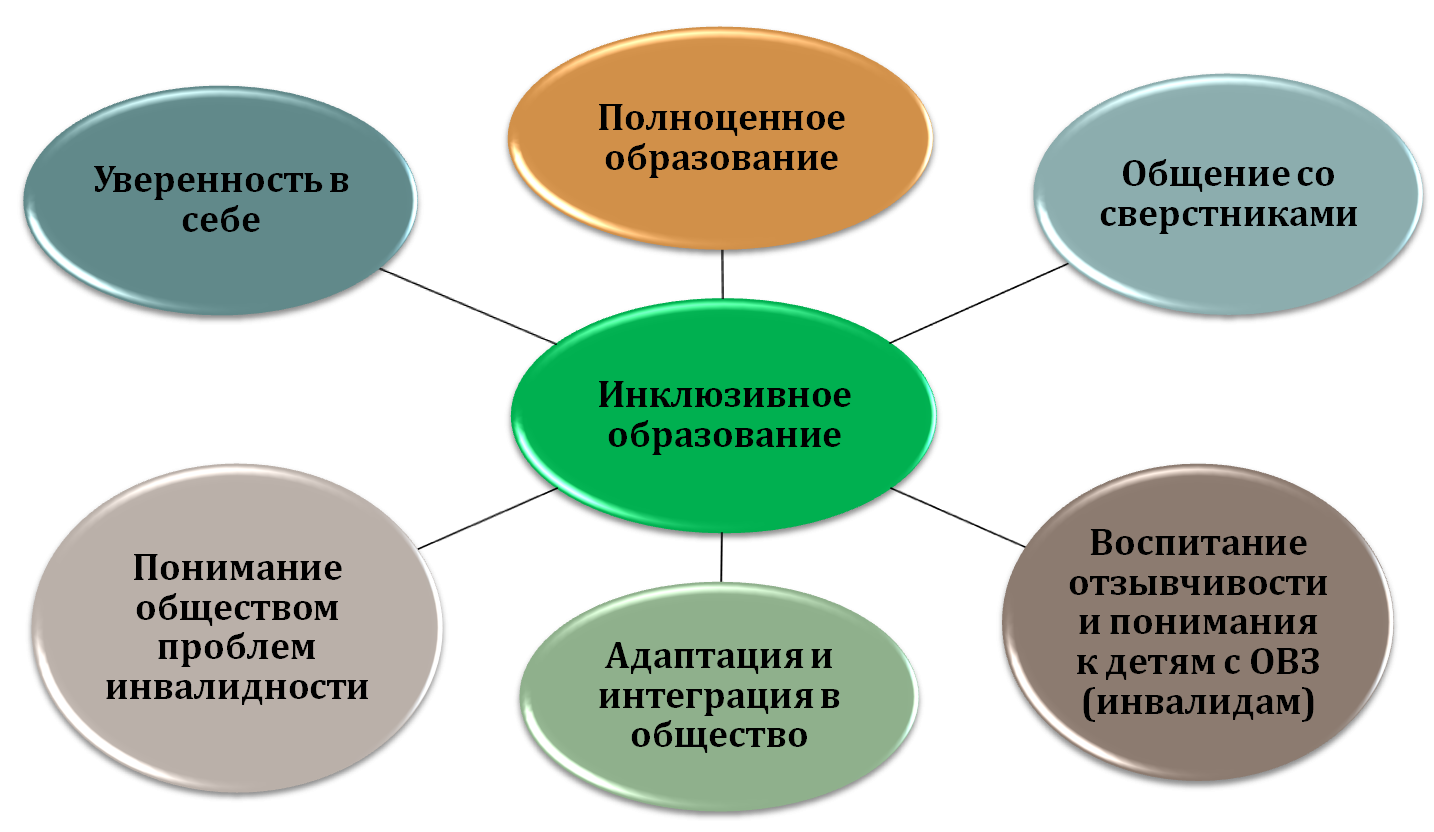 Полноценное
образование
Уверенность в
себе
Общение со
сверстниками
Инклюзивное
образование
Понимание
обществом
проблем
инвалидности
Адаптация и
интеграция в
общество
Воспитание
отзывчивости
и понимания
к детям с ОВЗ
(инвалидам)